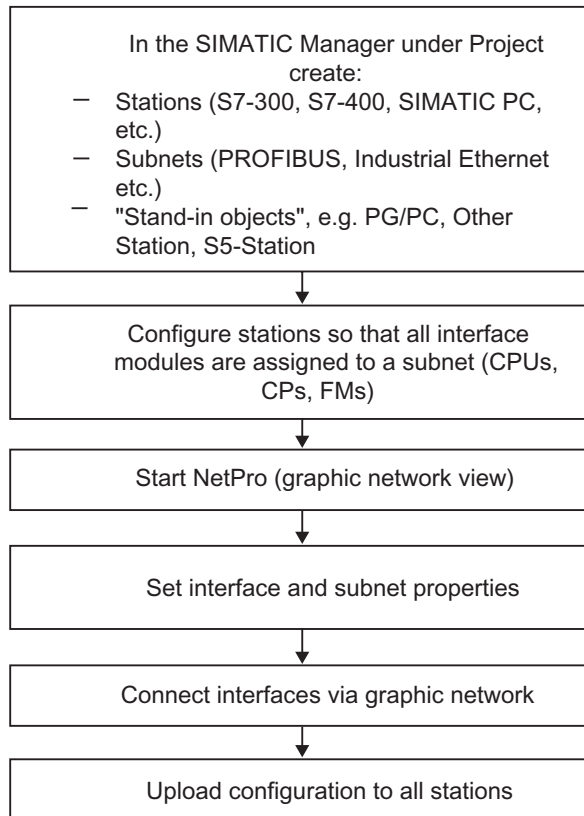 In the SIMATIC Manager under Project
create:
– Stations (S7-300, S7-400, SIMATIC PC,
etc.)
– Subnets (PROFIBUS, Industrial Ethernet
etc.)
– "Stand-in objects", e.g. PG/PC, Other
Station, S5-Station
Configure stations so that all interface
modules are assigned to a subnet (CPUs,
CPs, FMs)
Start NetPro (graphic network view)
Set interface and subnet properties
Connect interfaces via graphic network
Upload configuration to all stations